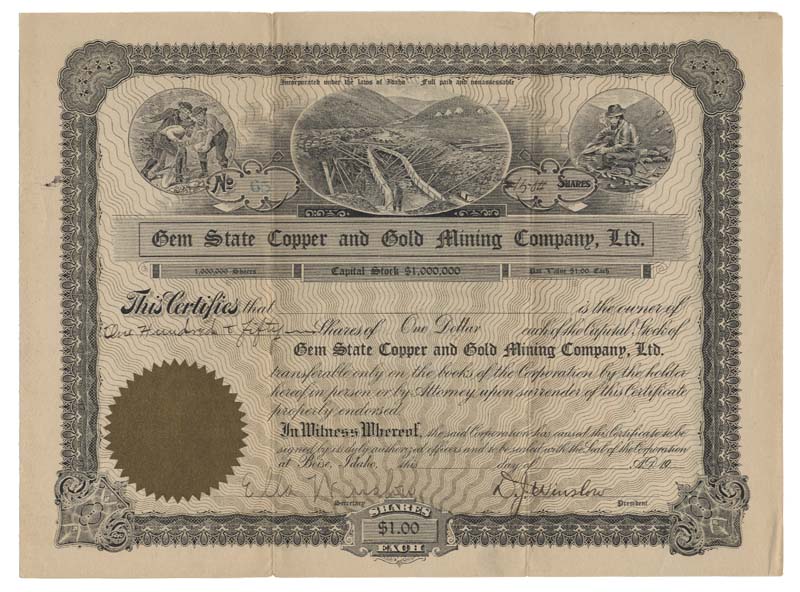 Incorporated under the laws of Idaho Full paid and nonassessable
No 65 Shares
Gem State Copper and Gold Mining Company, Ltd.
1,000,000 Shares Capital Stock $1,000,000 Par Value $1.00 Each
This Certifies that is the owner of
One Hundred & fifty Shares of One Dollar each of the Capital Stock of
Gem State Copper and Gold Mining Company, Ltd.
transferable only on the books of the Corporation by the holder
hereof in person or by Attorney upon surrender of this Certificate
properly endorsed.
In Witness Whereof, the said Corporation has caused this Certificate to be
signed by its duly authorized officers and to be sealed with the Seal of the Corporation
at Boise, Idaho, this day of A.D. 19
Ella Winslow D. J. Winslow
Secretary President
SHARES
$1.00
EACH